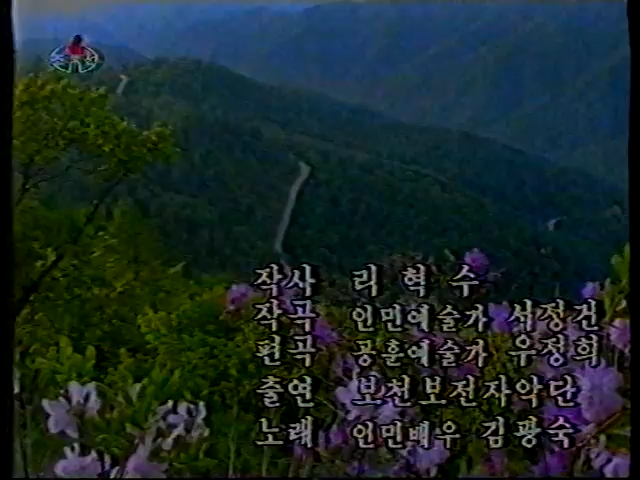 작사 리혁수
작곡 인민예술가 서정건
편곡 공훈예술가 우정희
출연 보천보전자악단
노래 인민배우 김광숙